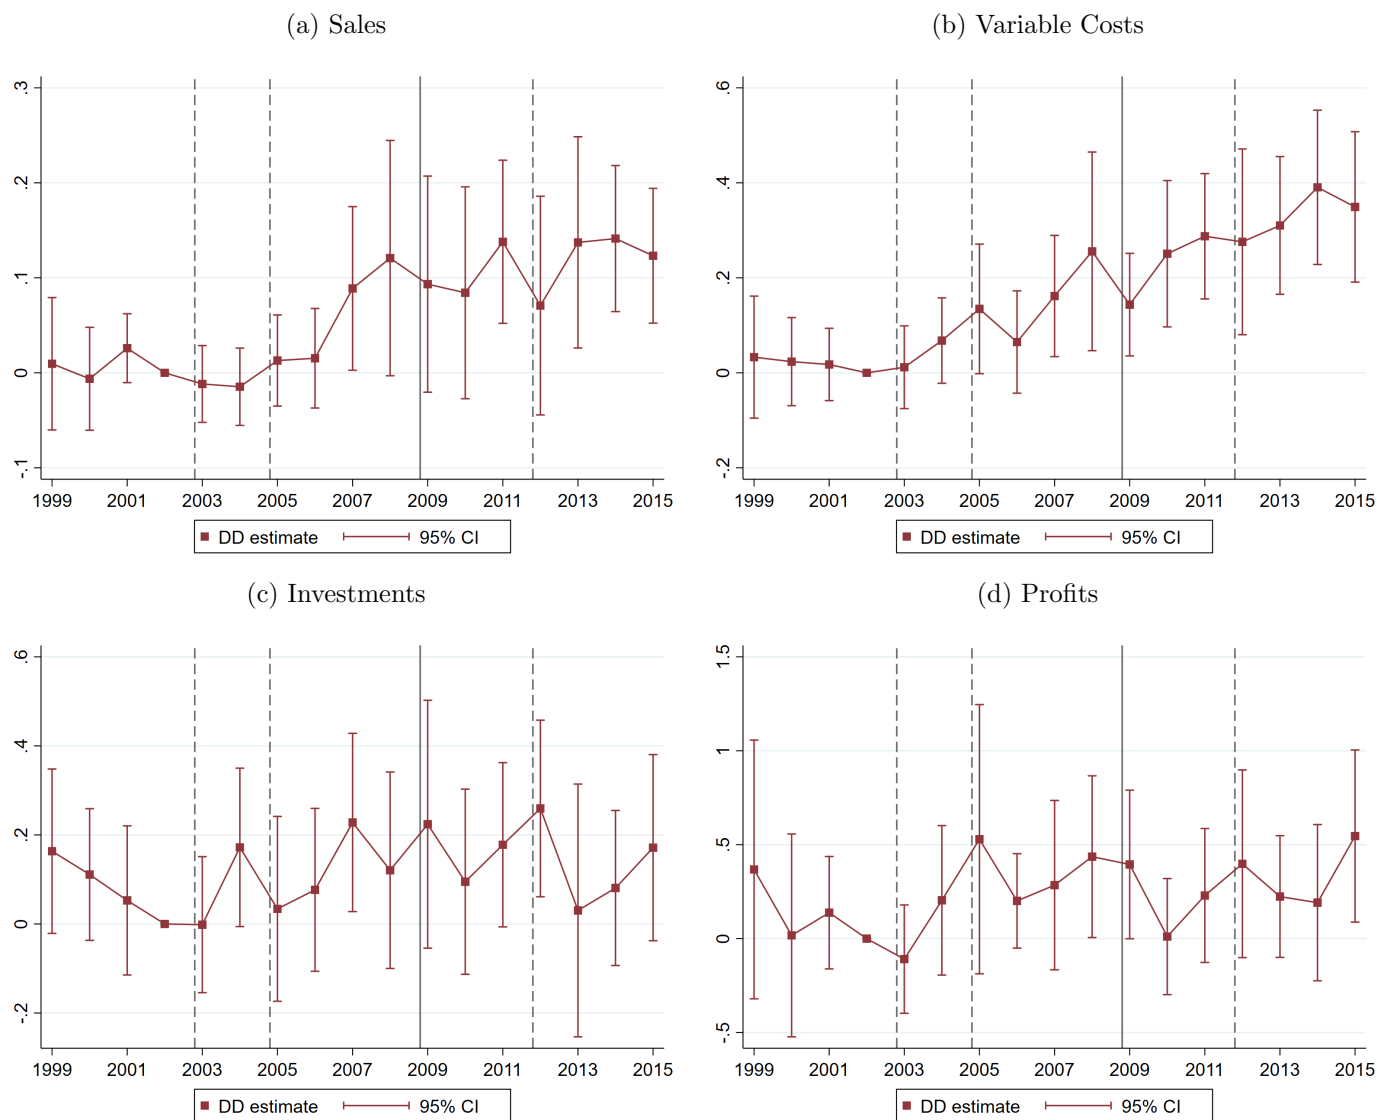 (a) Sales
.3
.2
.1
0
-.1
1999 2001 2003 2005 2007 2009 2011 2013 2015
DD estimate 95% CI
(b) Variable Costs
.6
.4
.2
0
-.2
1999 2001 2003 2005 2007 2009 2011 2013 2015
DD estimate 95% CI
(c) Investments
.6
.4
.2
0
-.2
1999 2001 2003 2005 2007 2009 2011 2013 2015
DD estimate 95% CI
(d) Profits
1.5
1
.5
0
-.5
1999 2001 2003 2005 2007 2009 2011 2013 2015
DD estimate 95% CI